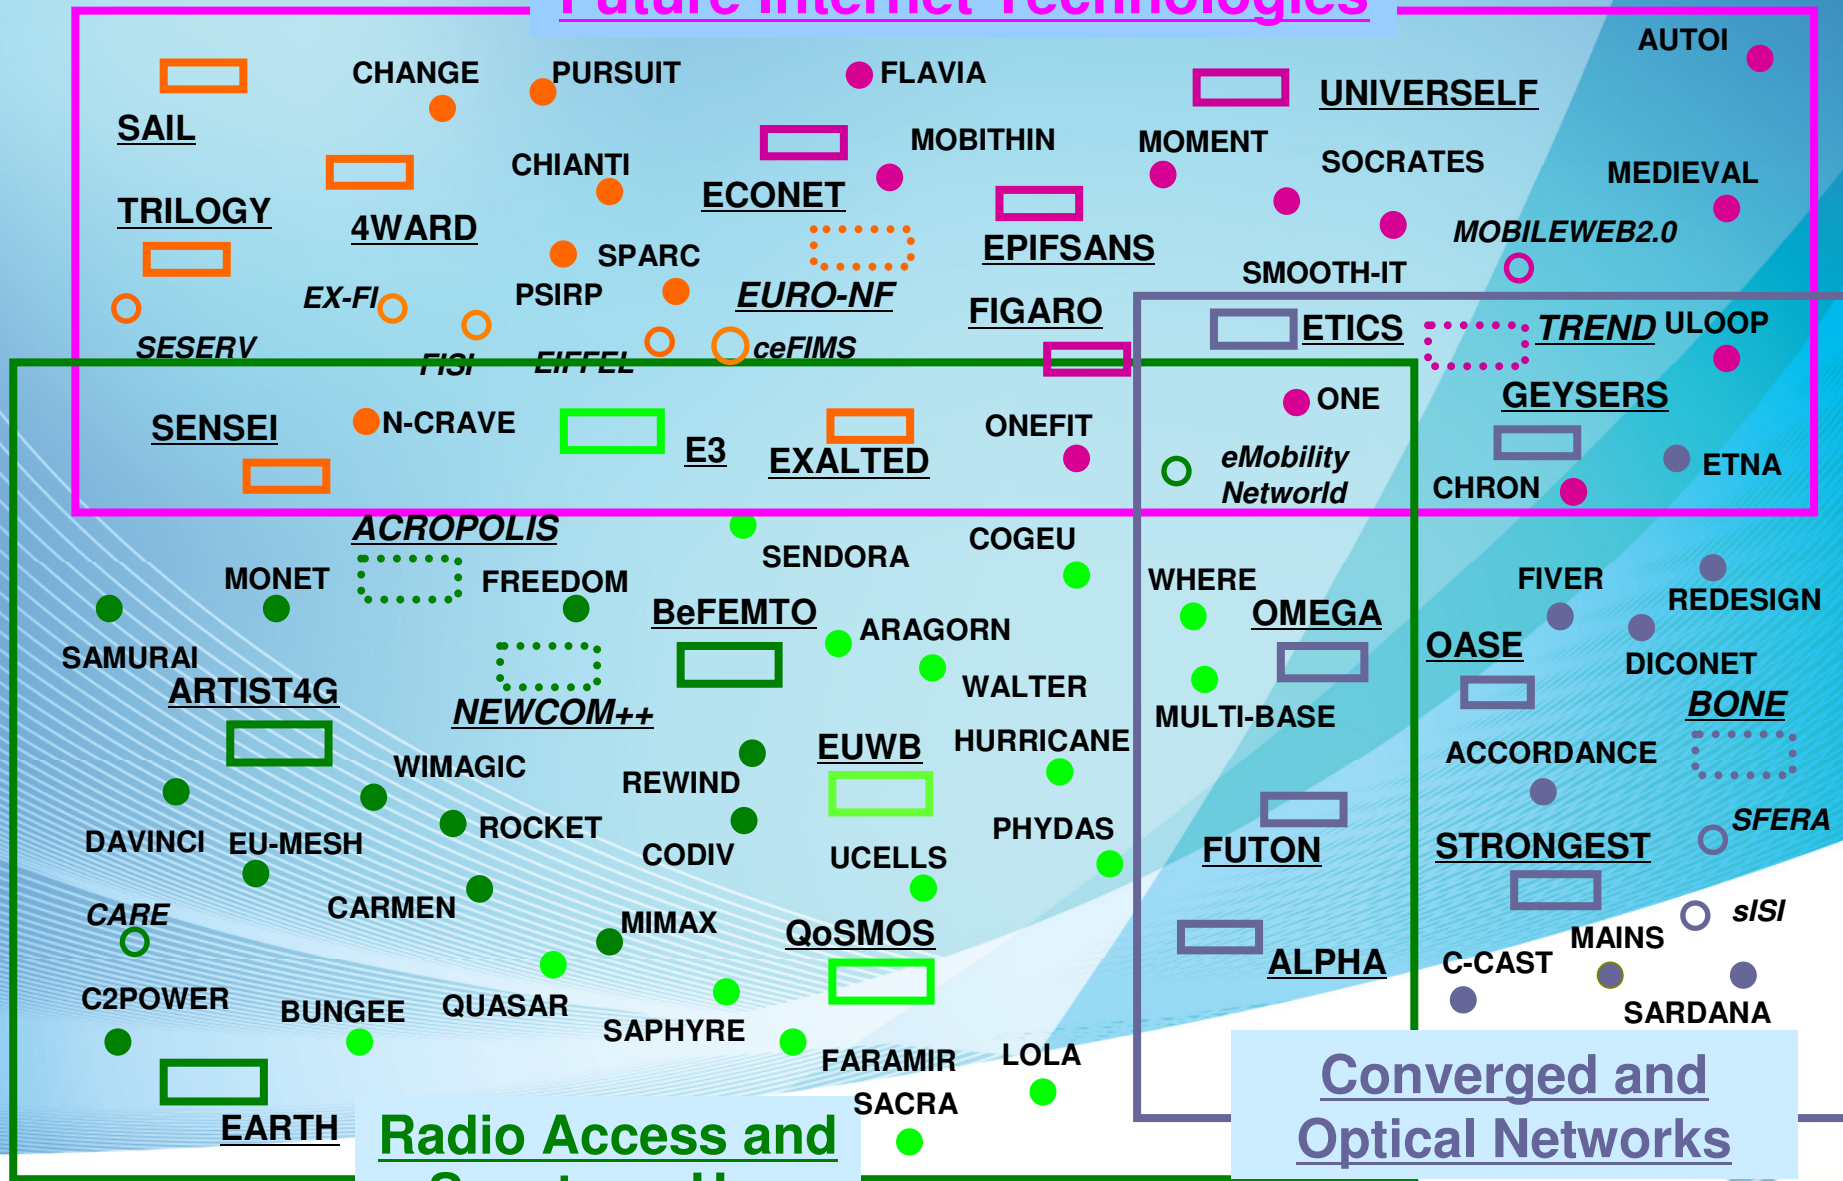 Future Internet Technologies
AUTOI
CHANGE
PURSUIT
FLAVIA
UNIVERSELF
SAIL
MOBITHIN
MOMENT
CHIANTI
SOCRATES
MEDIEVAL
ECONET
TRILOGY
4WARD
MOBILEWEB2.0
EPIFSANS
SPARC
SMOOTH-IT
EX-FI
PSIRP
EURO-NF
FIGARO
ETICS
TREND
ULOOP
SESERV
FISI
EIFFEL
ceFIMS
GEYSERS
ONE
SENSEI
N-CRAVE
E3
EXALTED
ONEFIT
eMobility
Networld
ETNA
CHRON
ACROPOLIS
SENDORA
COGEU
MONET
FREEDOM
WHERE
FIVER
REDESIGN
BeFEMTO
ARAGORN
OMEGA
OASE
SAMURAI
DICONET
ARTIST4G
WALTER
NEWCOM++
MULTI-BASE
BONE
EUWB
HURRICANE
ACCORDANCE
WIMAGIC
REWIND
DAVINCI
EU-MESH
ROCKET
PHYDAS
SFERA
CODIV
UCELLS
FUTON
STRONGEST
CARE
CARMEN
MIMAX
sISI
QoSMOS
MAINS
ALPHA
C-CAST
C2POWER
BUNGEE
QUASAR
SAPHYRE
SARDANA
FARAMIR
LOLA
SACRA
EARTH
Converged and
Optical Networks
Radio Access and